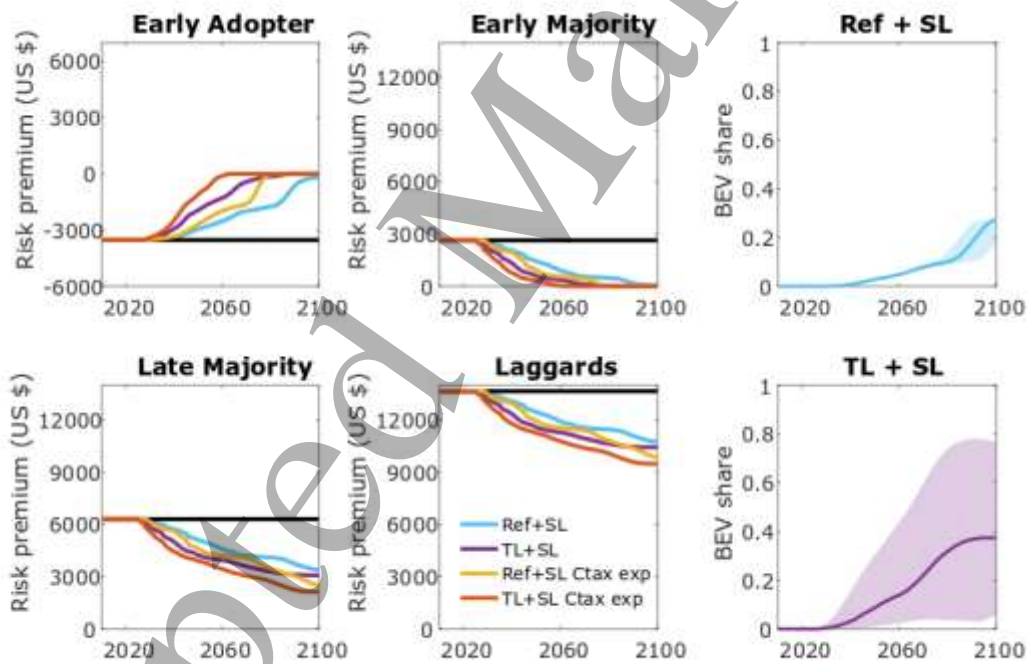 Early Adopter
Early Majority
Ref + SL
Risk premium (US $)
6000
3000
0
-3000
-6000
2020 2060 2100
Risk premium (US $)
12000
9000
6000
3000
0
2020 2060 2100
BEV share
1
0.8
0.6
0.4
0.2
0
2020 2060 2100
Late Majority
Laggards
TL + SL
Risk premium (US $)
12000
9000
6000
3000
0
2020 2060 2100
Risk premium (US $)
12000
9000
6000
3000
0
Ref+SL
TL+SL
Ref+SL Ctax exp
TL+SL Ctax exp
2020 2060 2100
BEV share
1
0.8
0.6
0.4
0.2
0
2020 2060 2100
pted Ma